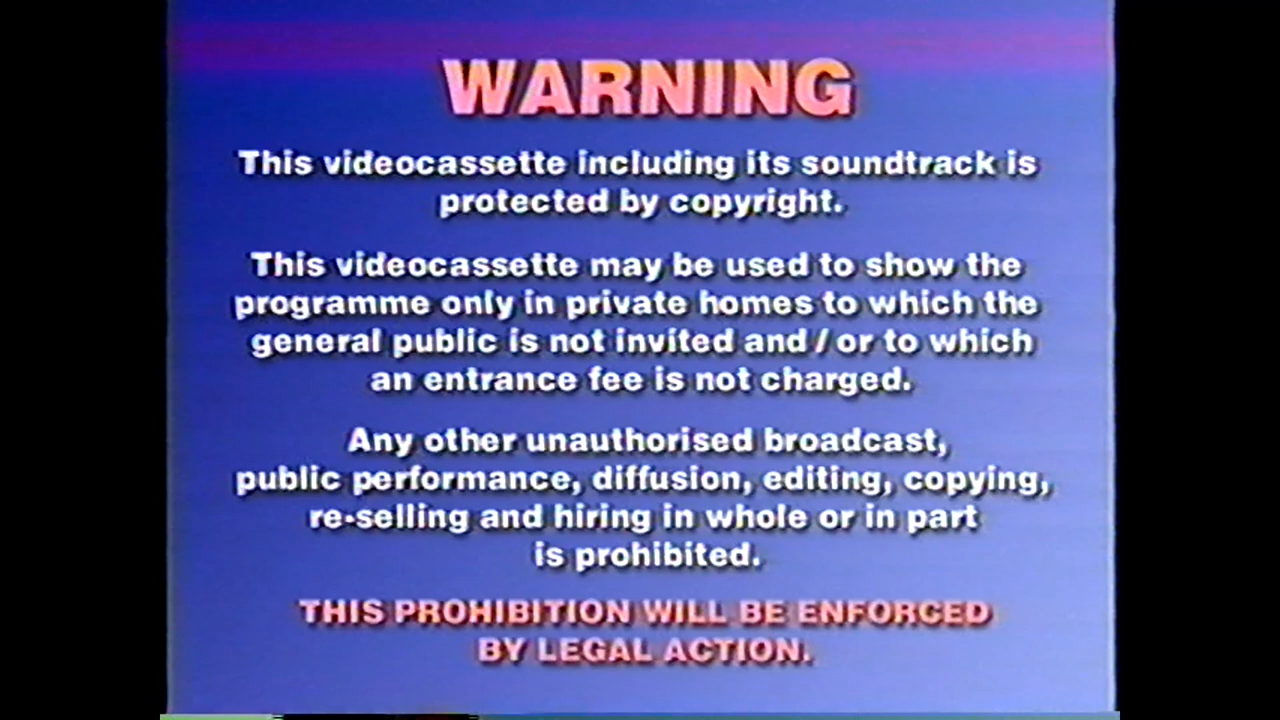 WARNING
This videocassette including its soundtrack is
protected by copyright.
This videocassette may be used to show the
programme only in private homes to which the
general public is not invited and / or to which
an entrance fee is not charged.
Any other unauthorised broadcast,
public performance, diffusion, editing, copying,
re-selling and hiring in whole or in part
is prohibited.
THIS PROHIBITION WILL BE ENFORCED
BY LEGAL ACTION.